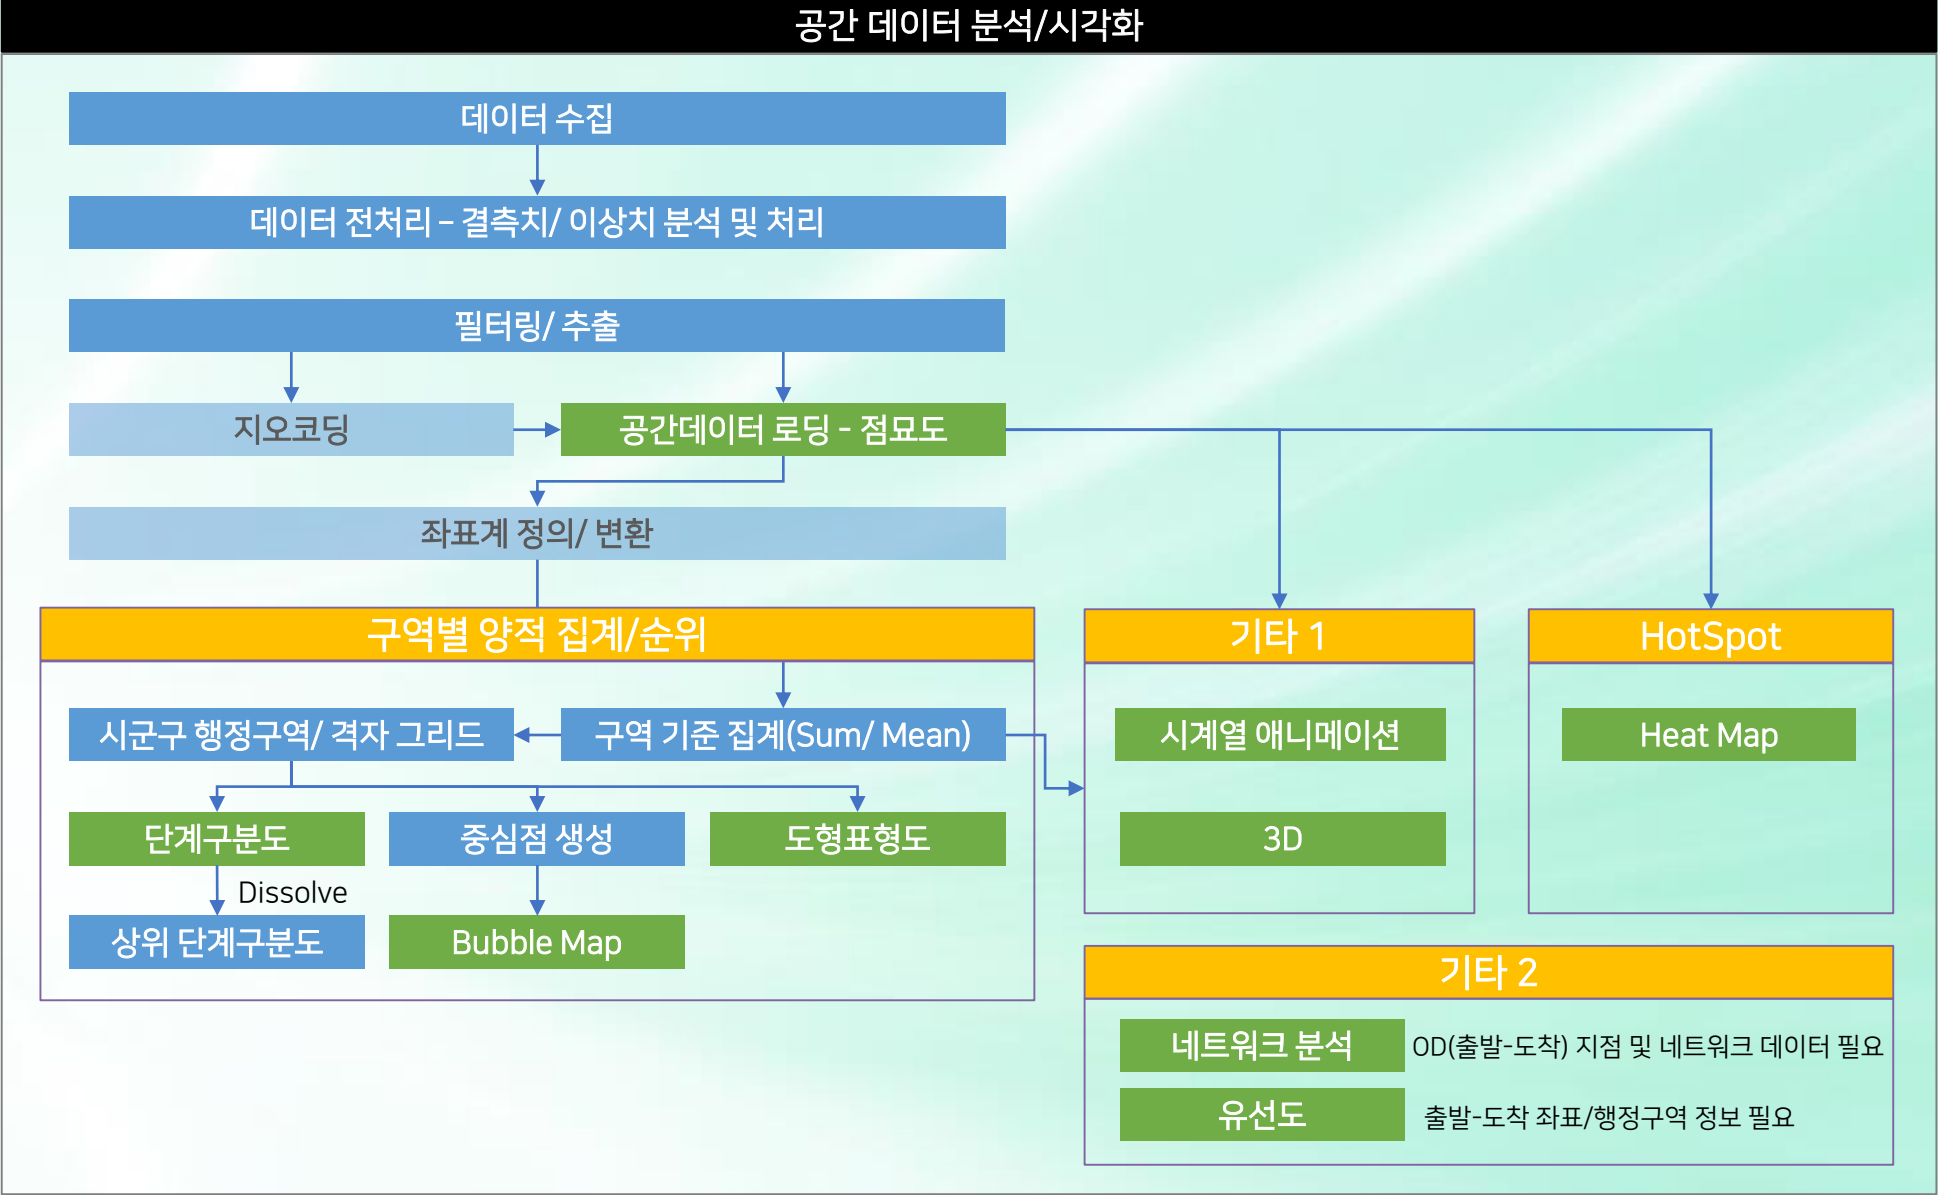 공간 데이터 분석/시각화
데이터 수집
데이터 전처리 – 결측치/ 이상치 분석 및 처리
필터링/ 추출
지오코딩
공간데이터 로딩 - 점묘도
좌표계 정의/ 변환
구역별 양적 집계/순위
시군구 행정구역/ 격자 그리드
구역 기준 집계(Sum/ Mean)
단계구분도
중심점 생성
도형표형도
Dissolve
상위 단계구분도
Bubble Map
기타 1
시계열 애니메이션
3D
HotSpot
Heat Map
기타 2
네트워크 분석
OD(출발-도착) 지점 및 네트워크 데이터 필요
유선도
출발-도착 좌표/행정구역 정보 필요